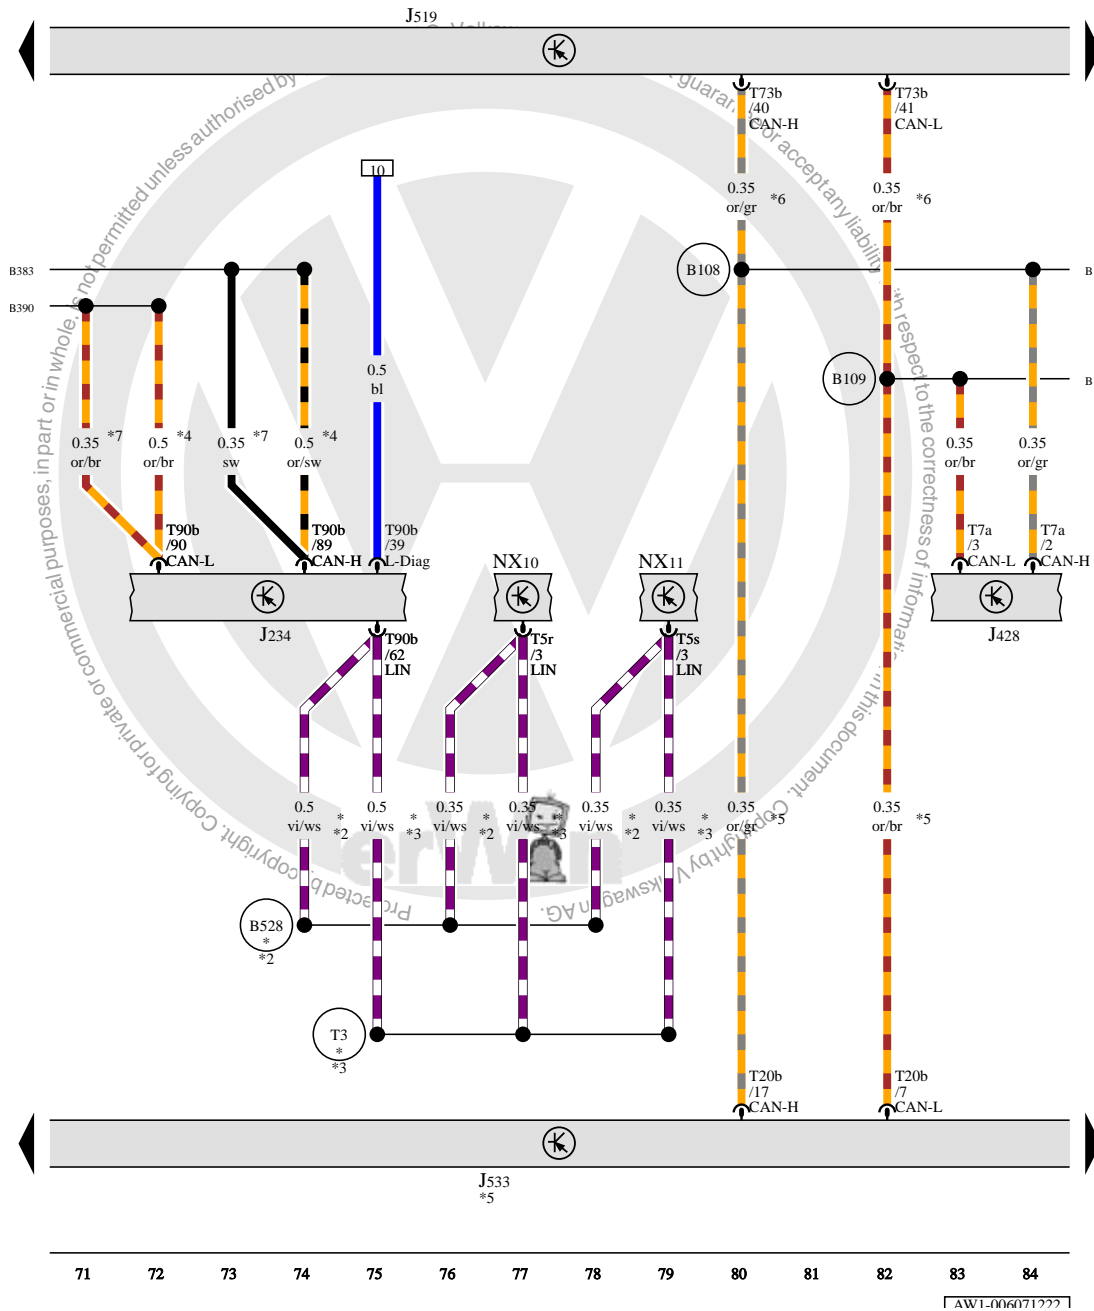 J519
T73b
/40
CAN-H
T73b
/41
CAN-L
10
0.35
or/gr
*6
0.35
or/br
*6
B383
B108
B
B390
0.5
bl
B109
B
0.35
or/br
*7
0.5
or/br
*4
0.35
sw
*7
0.5
or/sw
*4
0.35
or/br
0.35
or/gr
T90b
/90
CAN-L
T90b
/89
CAN-H
T90b
/39
L-Diag
NX10
NX11
T7a
/3
CAN-L
T7a
/2
CAN-H
J234
J428
T90b
/62
LIN
T5r
/3
LIN
T5s
/3
LIN
0.5
vi/ws
*
*2
0.5
vi/ws
*
*3
0.35
vi/ws
*
*2
0.35
vi/ws
*
*3
0.35
vi/ws
*
*2
0.35
vi/ws
*
*3
0.35
or/gr
*5
0.35
or/br
*5
erWin
B528
*
*2
T3
*
*3
T20b
/17
CAN-H
T20b
/7
CAN-L
J533
*5
71 72 73 74 75 76 77 78 79 80 81 82 83 84
AW1-006071222